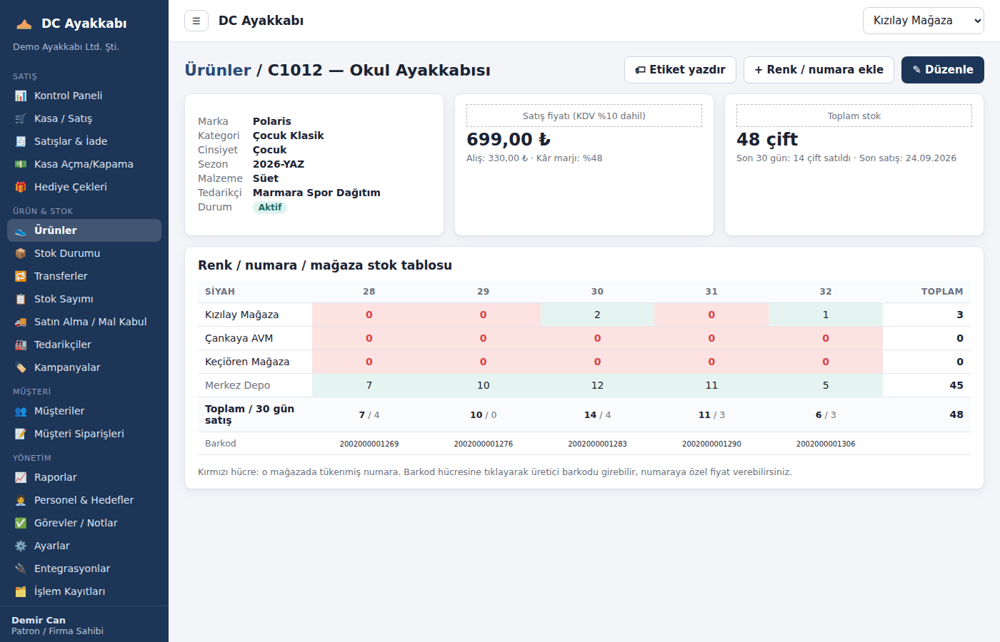 DC Ayakkabı
Demo Ayakkabı Ltd. Şti.
SATIŞ
Kontrol Paneli
Kasa / Satış
Satışlar & İade
Kasa Açma/Kapama
Hediye Çekleri
ÜRÜN & STOK
Ürünler
Stok Durumu
Transferler
Stok Sayımı
Satın Alma / Mal Kabul
Tedarikçiler
Kampanyalar
MÜŞTERİ
Müşteriler
Müşteri Siparişleri
YÖNETİM
Raporlar
Personel & Hedefler
Görevler / Notlar
Ayarlar
Entegrasyonlar
İşlem Kayıtları
Demir Can
Patron / Firma Sahibi
☰ DC Ayakkabı Kızılay Mağaza
Ürünler / C1012 — Okul Ayakkabısı
Etiket yazdır
+ Renk / numara ekle
✎ Düzenle
Marka Polaris
Kategori Çocuk Klasik
Cinsiyet Çocuk
Sezon 2026-YAZ
Malzeme Süet
Tedarikçi Marmara Spor Dağıtım
Durum Aktif
Satış fiyatı (KDV %10 dahil)
699,00 ₺
Alış: 330,00 ₺ · Kâr marjı: %48
Toplam stok
48 çift
Son 30 gün: 14 çift satıldı · Son satış: 24.09.2026
Renk / numara / mağaza stok tablosu
SİYAH 28 29 30 31 32 TOPLAM
Kızılay Mağaza 0 0 2 0 1 3
Çankaya AVM 0 0 0 0 0 0
Keçiören Mağaza 0 0 0 0 0 0
Merkez Depo 7 10 12 11 5 45
Toplam / 30 gün
satış 7 / 4 10 / 0 14 / 4 11 / 3 6 / 3 48
Barkod 2002000001269 2002000001276 2002000001283 2002000001290 2002000001306
Kırmızı hücre: o mağazada tükenmiş numara. Barkod hücresine tıklayarak üretici barkodu girebilir, numaraya özel fiyat verebilirsiniz.